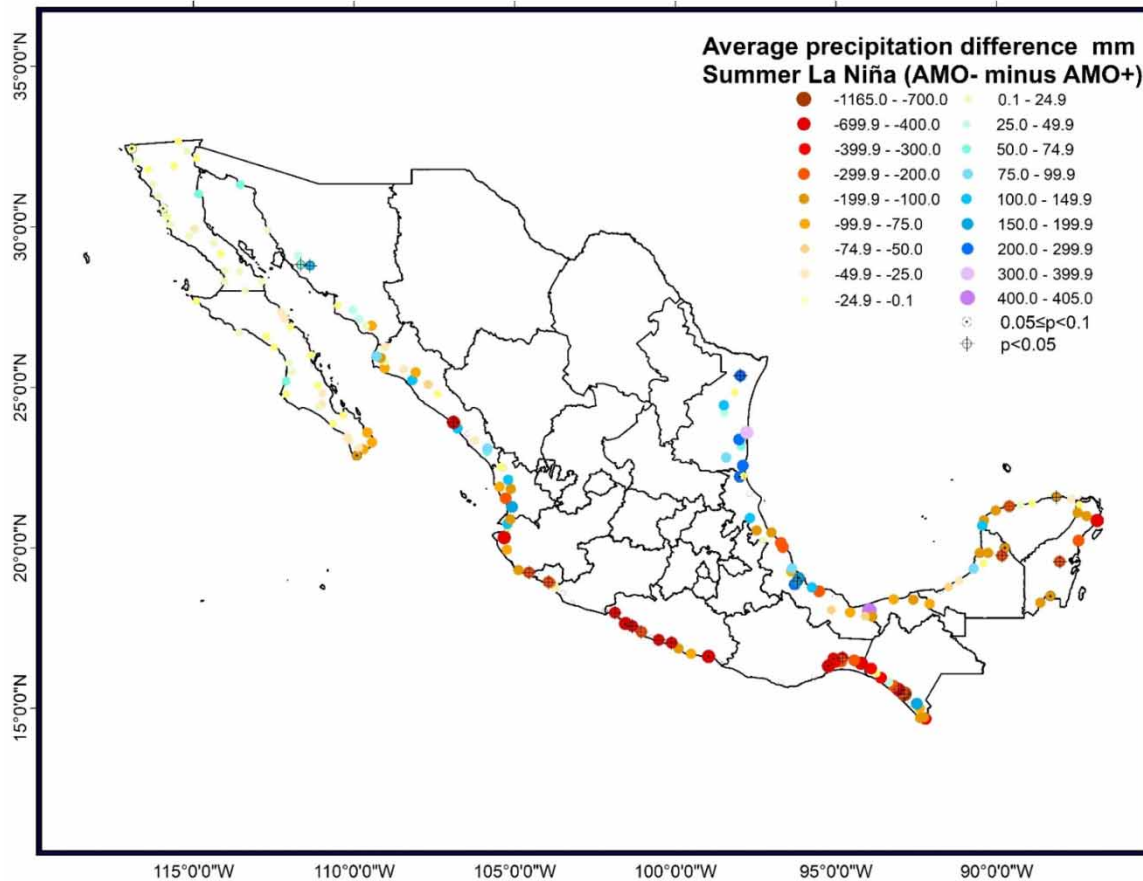 Average precipitation difference mm
Summer La Niña (AMO- minus AMO+)
-1165.0 - -700.0
-699.9 - -400.0
-399.9 - -300.0
-299.9 - -200.0
-199.9 - -100.0
-99.9 - -75.0
-74.9 - -50.0
-49.9 - -25.0
-24.9 - -0.1
0.1 - 24.9
25.0 - 49.9
50.0 - 74.9
75.0 - 99.9
100.0 - 149.9
150.0 - 199.9
200.0 - 299.9
300.0 - 399.9
400.0 - 405.0
0.05≤p<0.1
p<0.05
35°0'0"N
30°0'0"N
25°0'0"N
20°0'0"N
15°0'0"N
115°0'0"W
110°0'0"W
105°0'0"W
100°0'0"W
95°0'0"W
90°0'0"W